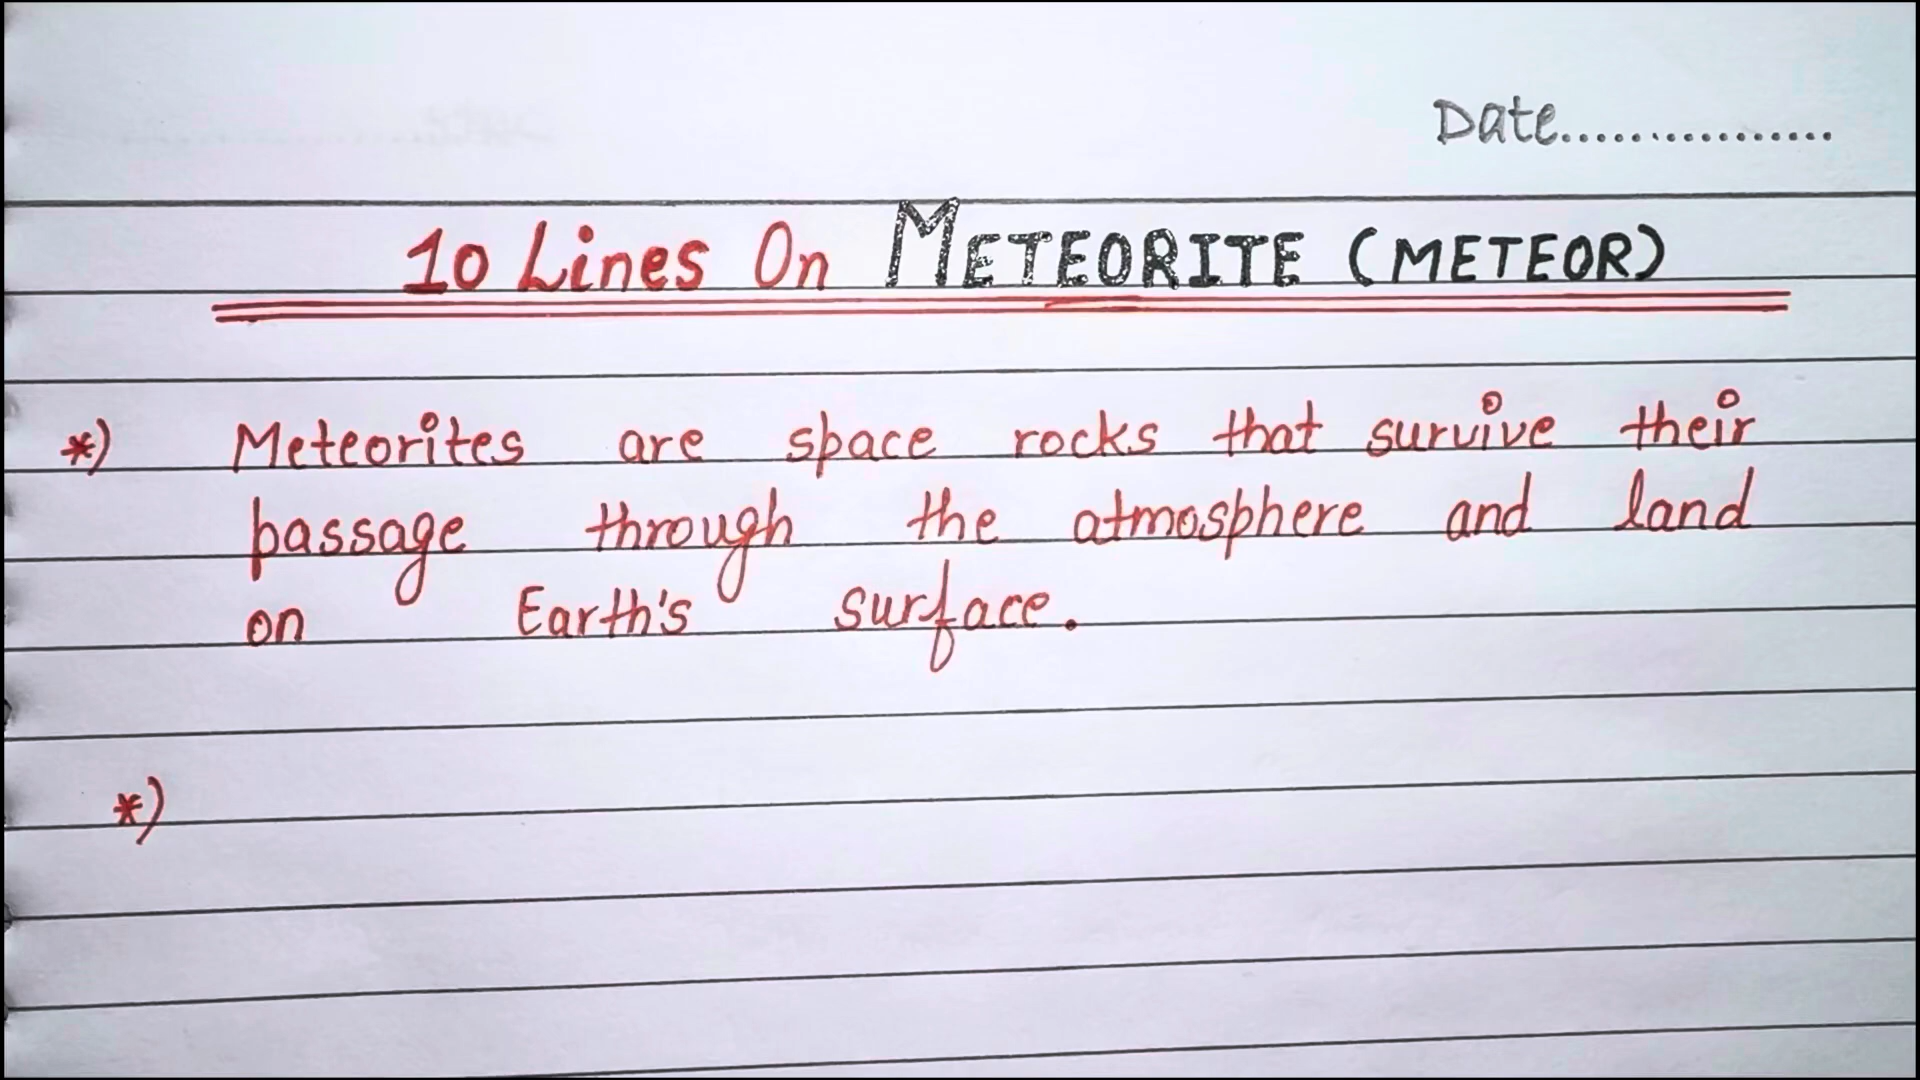 Date................
10 Lines On METEORITE (METEOR)
*) Meteorites are space rocks that survive their
passage through the atmosphere and land
on Earth's surface.
*)